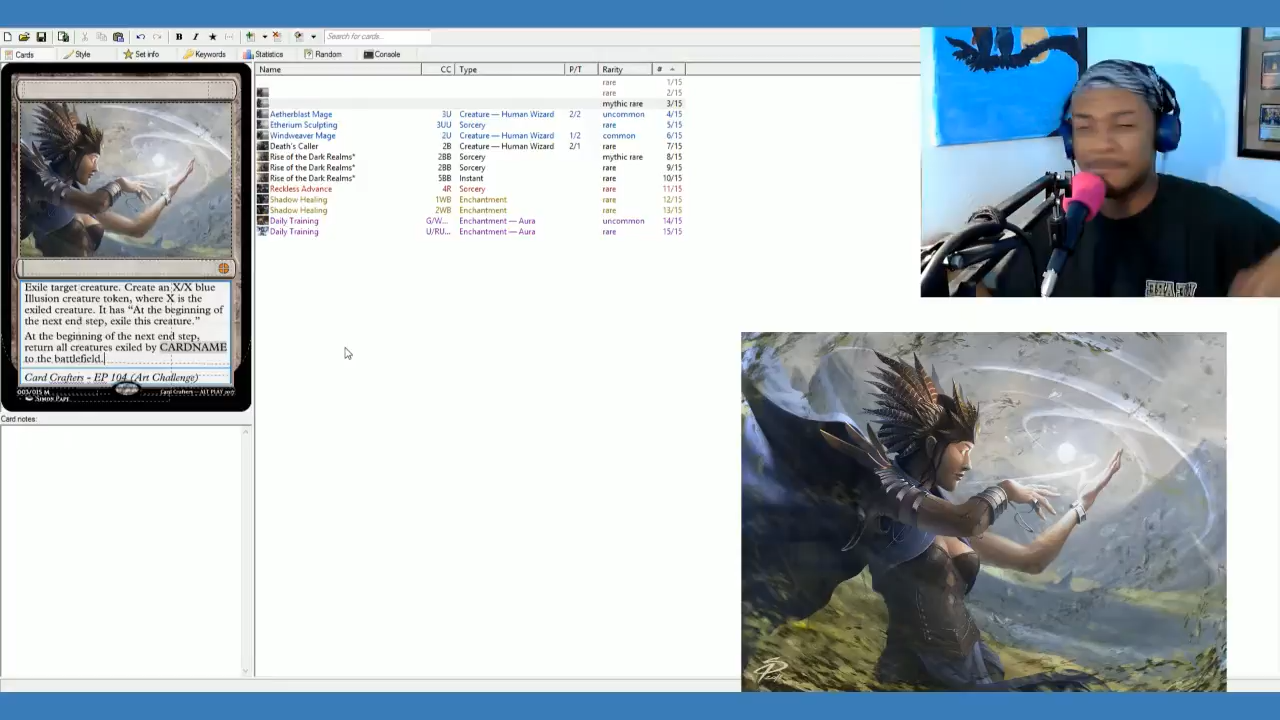 B I
Search for cards...
Cards Style Set info Keywords Statistics Random Console
Name CC Type P/T Rarity #
rare 1/15
rare 2/15
mythic rare 3/15
Aetherblast Mage 3U Creature — Human Wizard 2/2 uncommon 4/15
Etherium Sculpting 3UU Sorcery rare 5/15
Windweaver Mage 2U Creature — Human Wizard 1/2 common 6/15
Death's Caller 2B Creature — Human Wizard 2/1 rare 7/15
Rise of the Dark Realms* 2BB Sorcery mythic rare 8/15
Rise of the Dark Realms* 2BB Sorcery rare 9/15
Rise of the Dark Realms* 5BB Instant rare 10/15
Reckless Advance 4R Sorcery rare 11/15
Shadow Healing 1WB Enchantment rare 12/15
Shadow Healing 2WB Enchantment rare 13/15
Daily Training G/W... Enchantment — Aura uncommon 14/15
Daily Training U/RU... Enchantment — Aura rare 15/15
Exile target creature. Create an X/X blue
Illusion creature token, where X is the
exiled creature. It has “At the beginning of
the next end step, exile this creature.”
At the beginning of the next end step,
return all creatures exiled by CARDNAME
to the battlefield.
Card Crafters - EP 104 (Art Challenge)
003/015 M
Card Crafters
Card notes: